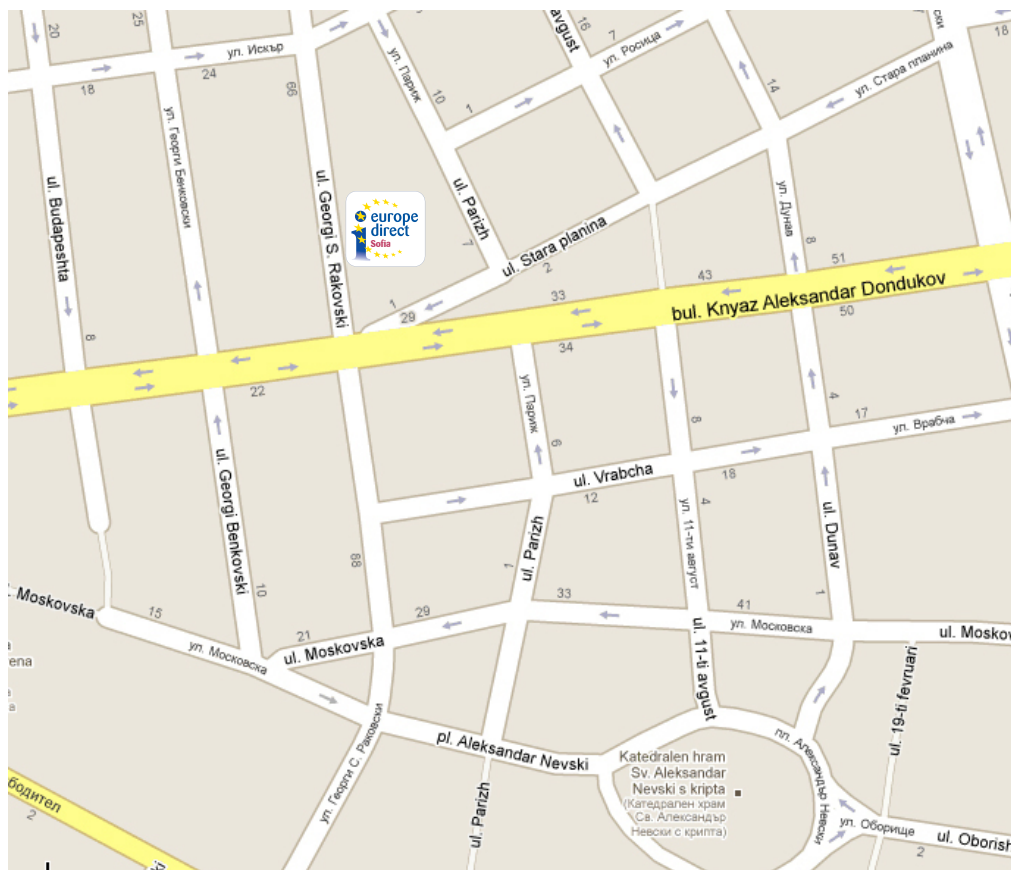 20
25
avgust
16
7
ски
18
ул. Искър
ул. Париж
ул. Росица
ул. Стара планина
18
24
66
10
1
14
ул. Георги Бенковски
ul. Budapeshta
ul. Georgi S. Rakovski
europe
direct
Sofia
ul. Parizh
7
ul. Stara planina
2
ул. Дунав
8
51
43
33
1
29
bul. Knyaz Aleksandar Dondukov
50
8
34
22
ул. Париж
6
8
4
17
ул. Врабча
ul. Georgi Benkovski
ul. Vrabcha
12
18
4
ул. 11-ти август
ul. Dunav
ul. Parizh
88
1
10
. Moskovska
15
29
33
41
1
21
ul. Moskovska
ул. Московска
ул. Московска
ul. Moskov
ena
ul. 11-ti avgust
ul. 19-ti fevruari
pl. Aleksandar Nevski
ул. Георги С. Раковски
пл. Александър Невски
Katedralen hram
Sv. Aleksandar
Nevski s kripta
(Катедрален храм
Св. Александър
Невски с крипта)
ободител
2
ul. Parizh
ул. Оборище
ul. Oborish
2